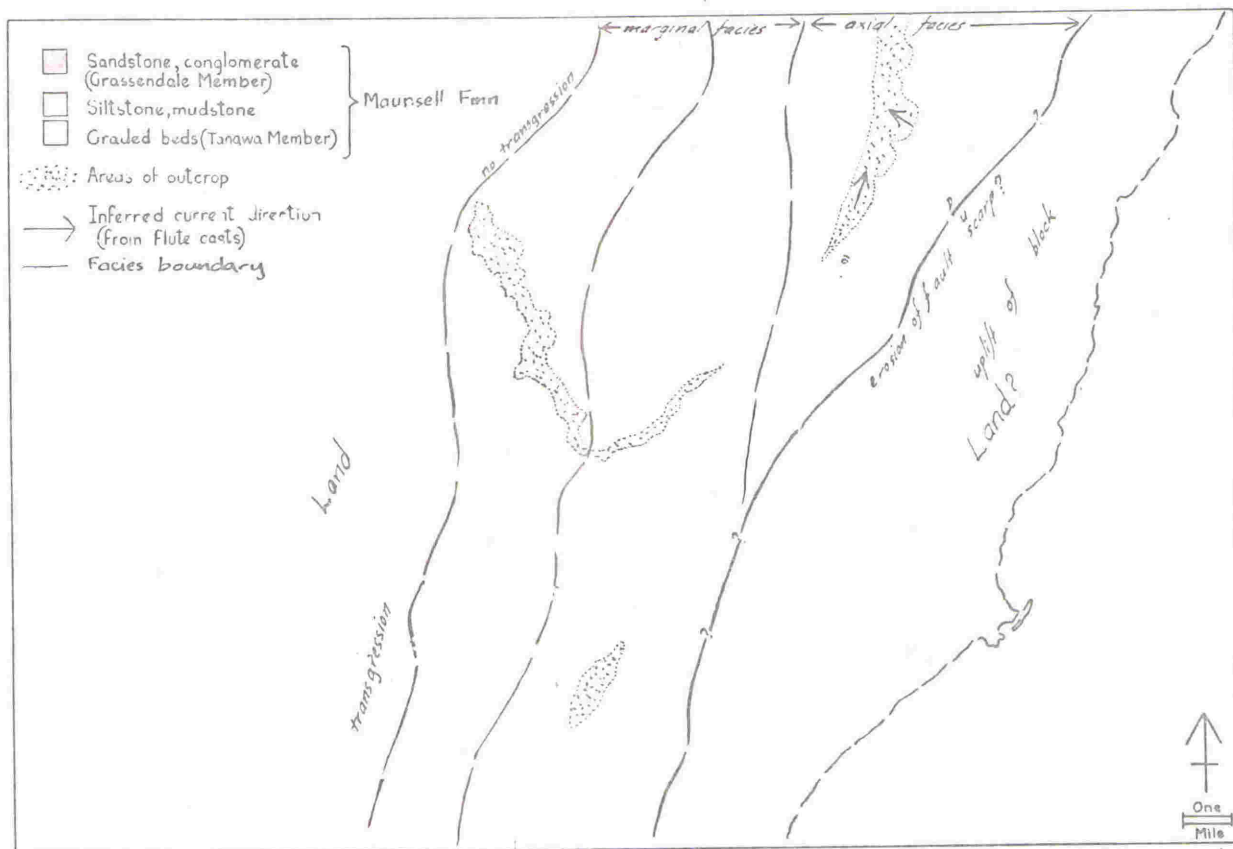 marginal facies
axial facies
Sandstone, conglomerate
(Grassendale Member)
Siltstone, mudstone
Graded beds (Tanawa Member)
Maunsell Fmn
Areas of outcrop
Inferred current direction
(from flute casts)
Facies boundary
no transgression
?
?
erosion of fault scarp?
uplift of block
Land?
Land
?
?
transgression
One
Mile